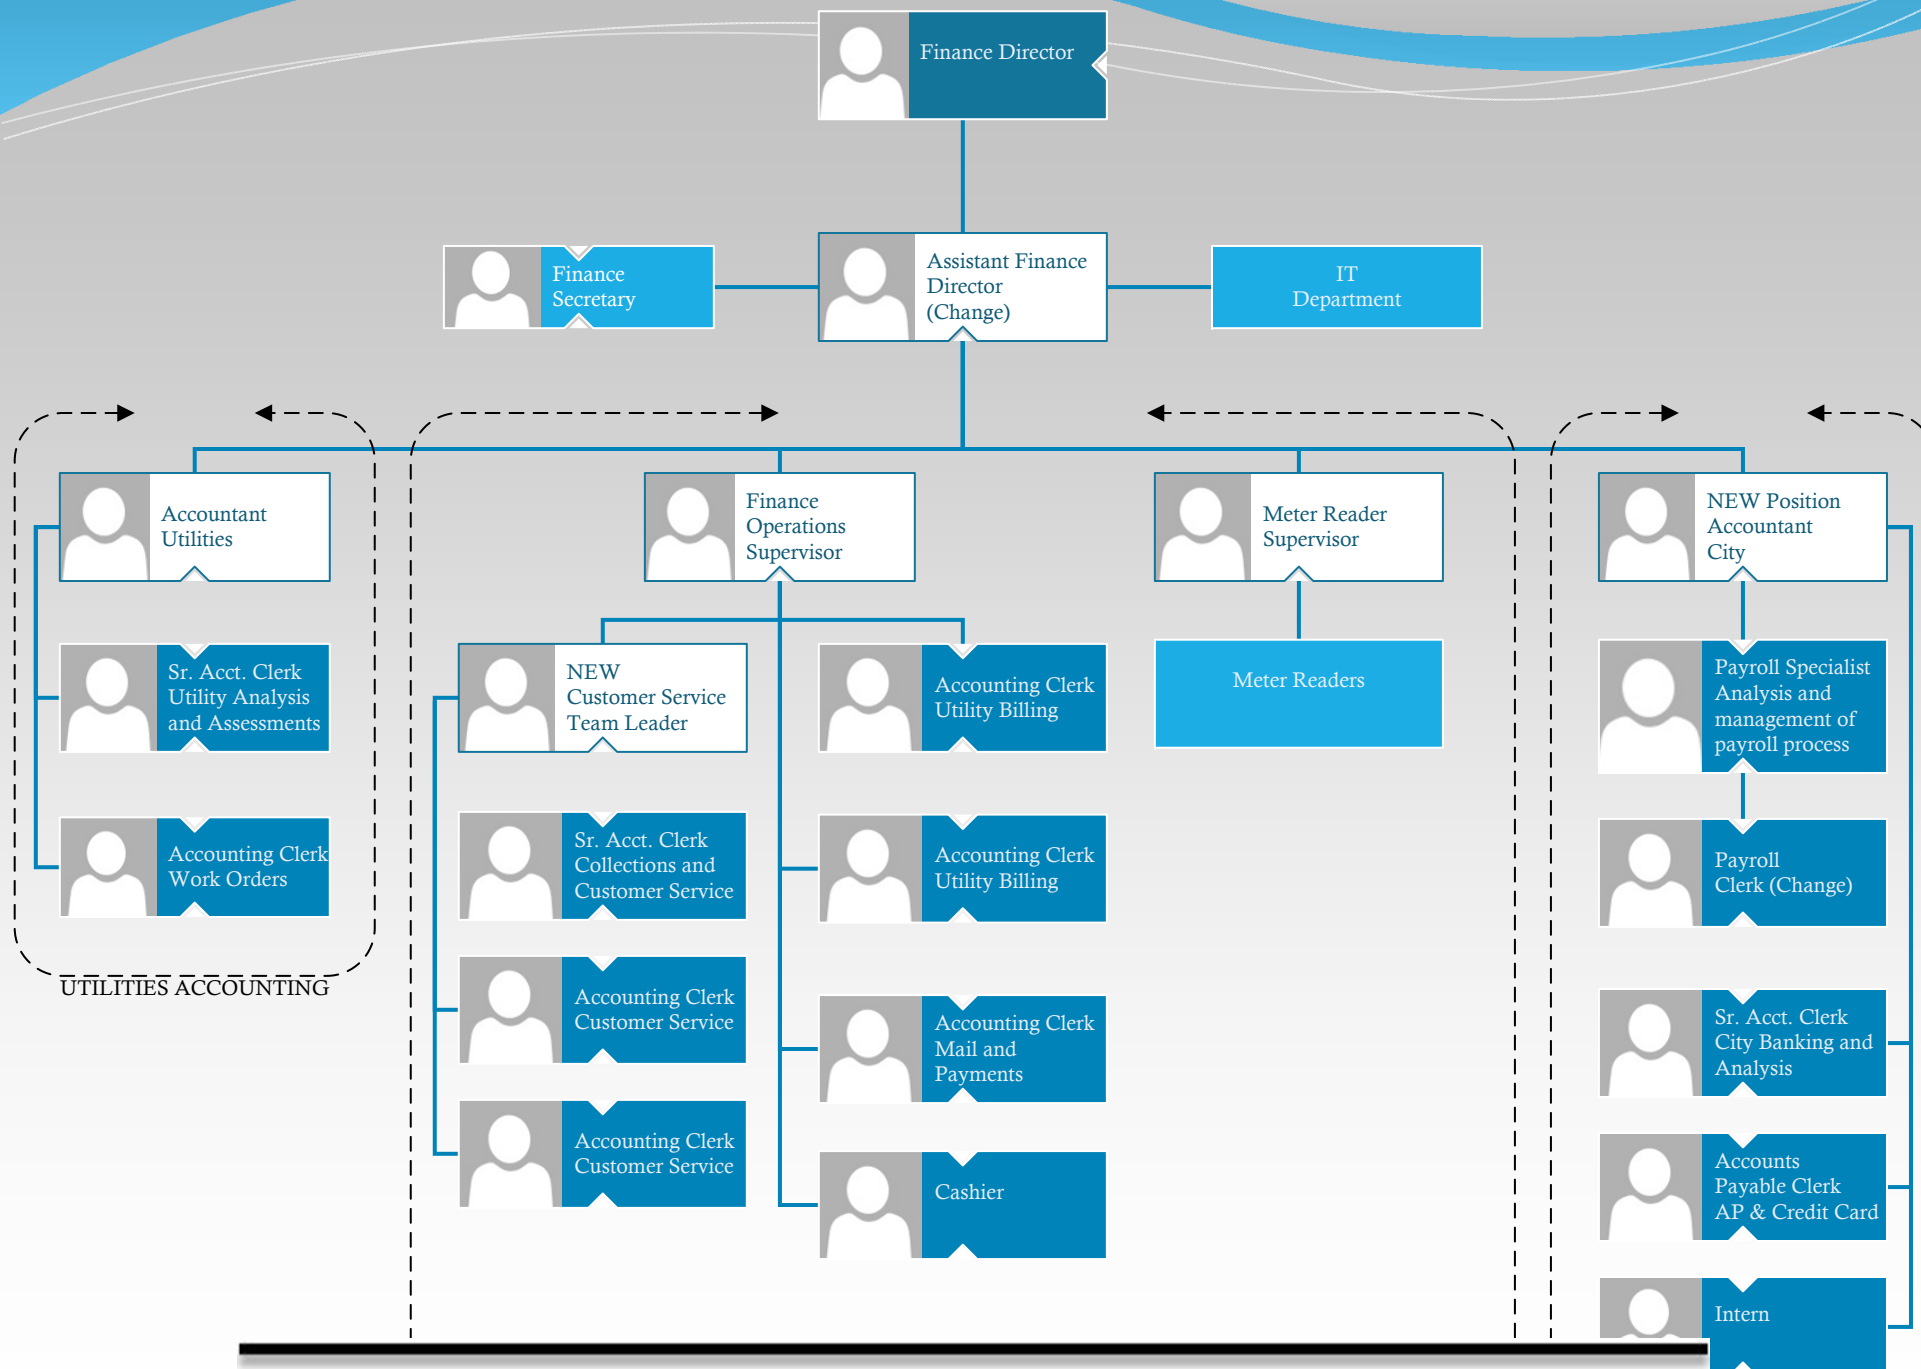 Finance Director
Finance
Secretary
Assistant Finance
Director
(Change)
IT
Department
Accountant
Utilities
Finance
Operations
Supervisor
Meter Reader
Supervisor
NEW Position
Accountant
City
Sr. Acct. Clerk
Utility Analysis
and Assessments
NEW
Customer Service
Team Leader
Accounting Clerk
Utility Billing
Meter Readers
Payroll Specialist
Analysis and
management of
payroll process
Accounting Clerk
Work Orders
Sr. Acct. Clerk
Collections and
Customer Service
Accounting Clerk
Utility Billing
Payroll
Clerk (Change)
UTILITIES ACCOUNTING
Accounting Clerk
Customer Service
Accounting Clerk
Mail and
Payments
Sr. Acct. Clerk
City Banking and
Analysis
Accounting Clerk
Customer Service
Cashier
Accounts
Payable Clerk
AP & Credit Card
Intern